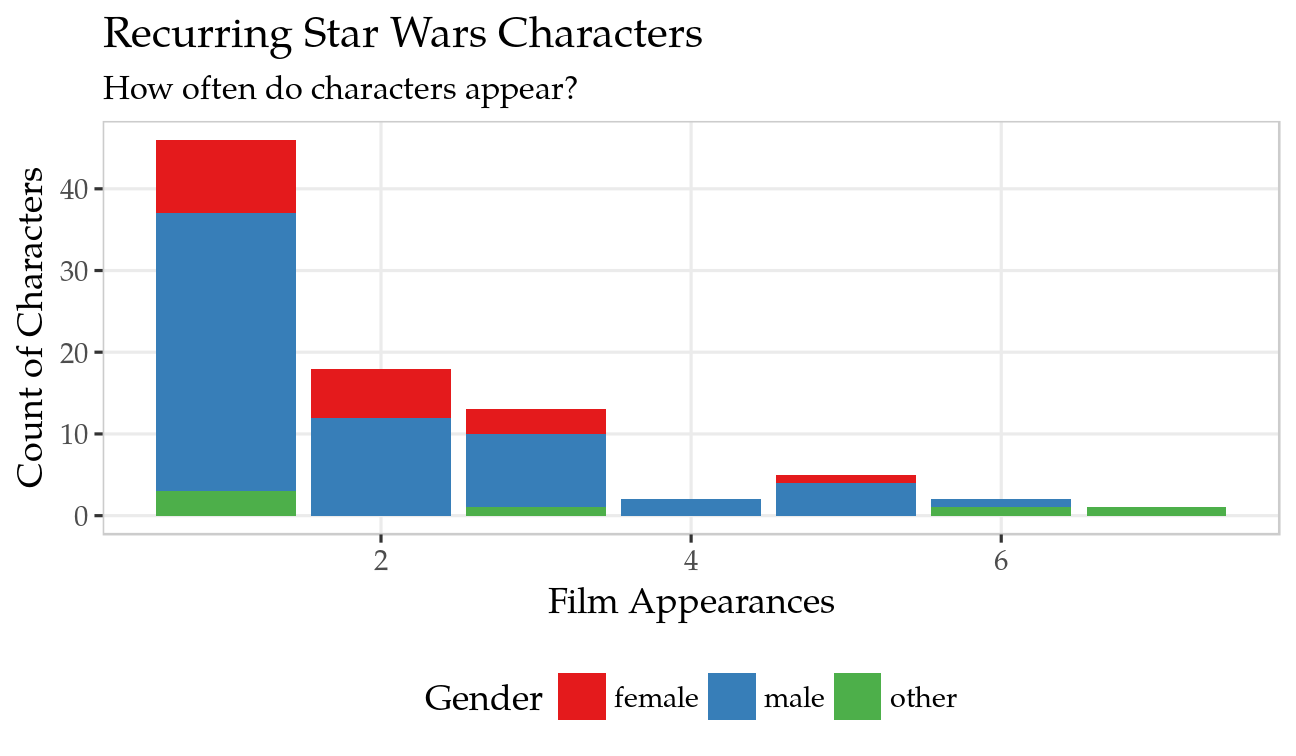 Recurring Star Wars Characters
How often do characters appear?
Count of Characters
40
30
20
10
0
2 4 6
Film Appearances
Gender female male other